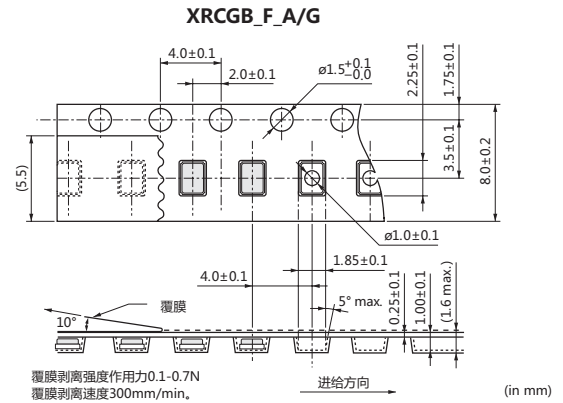 XRCGB_F_A/G
4.0±0.1
2.0±0.1
ø1.5+0.1
-0.0
2.25±0.1
1.75±0.1
(5.5)
3.5±0.1
8.0±0.2
ø1.0±0.1
1.85±0.1
4.0±0.1
5° max.
0.25±0.1
1.00±0.1
(1.6 max.)
覆膜
10°
覆膜剥离强度作用力0.1-0.7N
覆膜剥离速度300mm/min。
进给方向
(in mm)